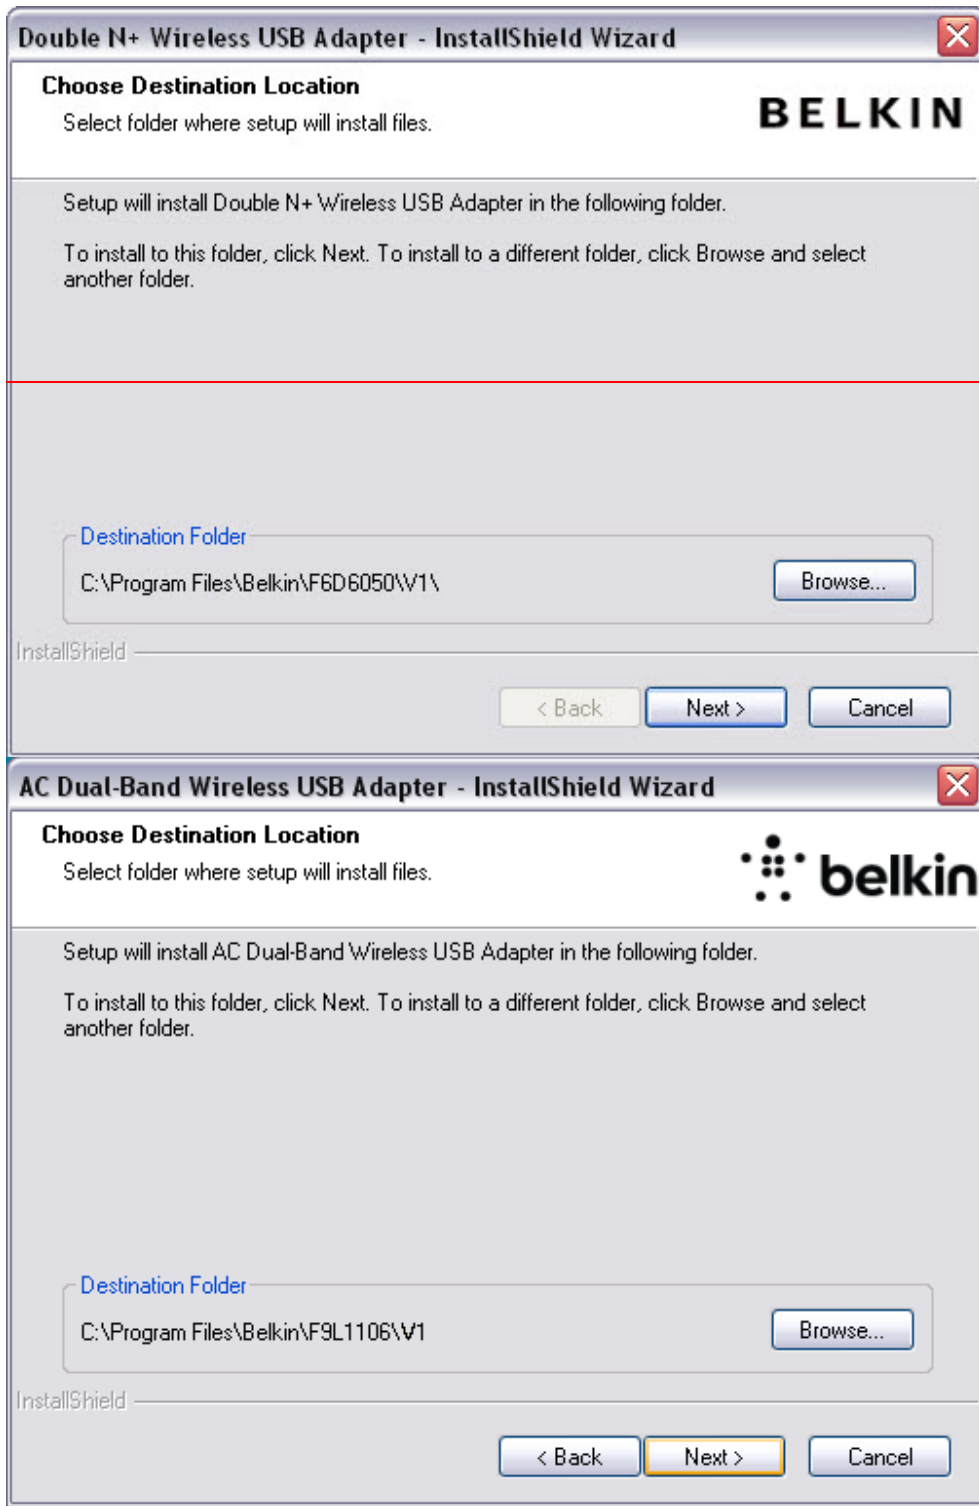 Double N+ Wireless USB Adapter - InstallShield Wizard
Choose Destination Location
Select folder where setup will install files.
BELKIN
Setup will install Double N+ Wireless USB Adapter in the following folder.
To install to this folder, click Next. To install to a different folder, click Browse and select
another folder.
Destination Folder
C:\Program Files\Belkin\F6D6050\V1\
Browse...
InstallShield
< Back
Next >
Cancel
AC Dual-Band Wireless USB Adapter - InstallShield Wizard
Choose Destination Location
Select folder where setup will install files.
belkin
Setup will install AC Dual-Band Wireless USB Adapter in the following folder.
To install to this folder, click Next. To install to a different folder, click Browse and select
another folder.
Destination Folder
C:\Program Files\Belkin\F9L1106\V1
Browse...
InstallShield
< Back
Next >
Cancel